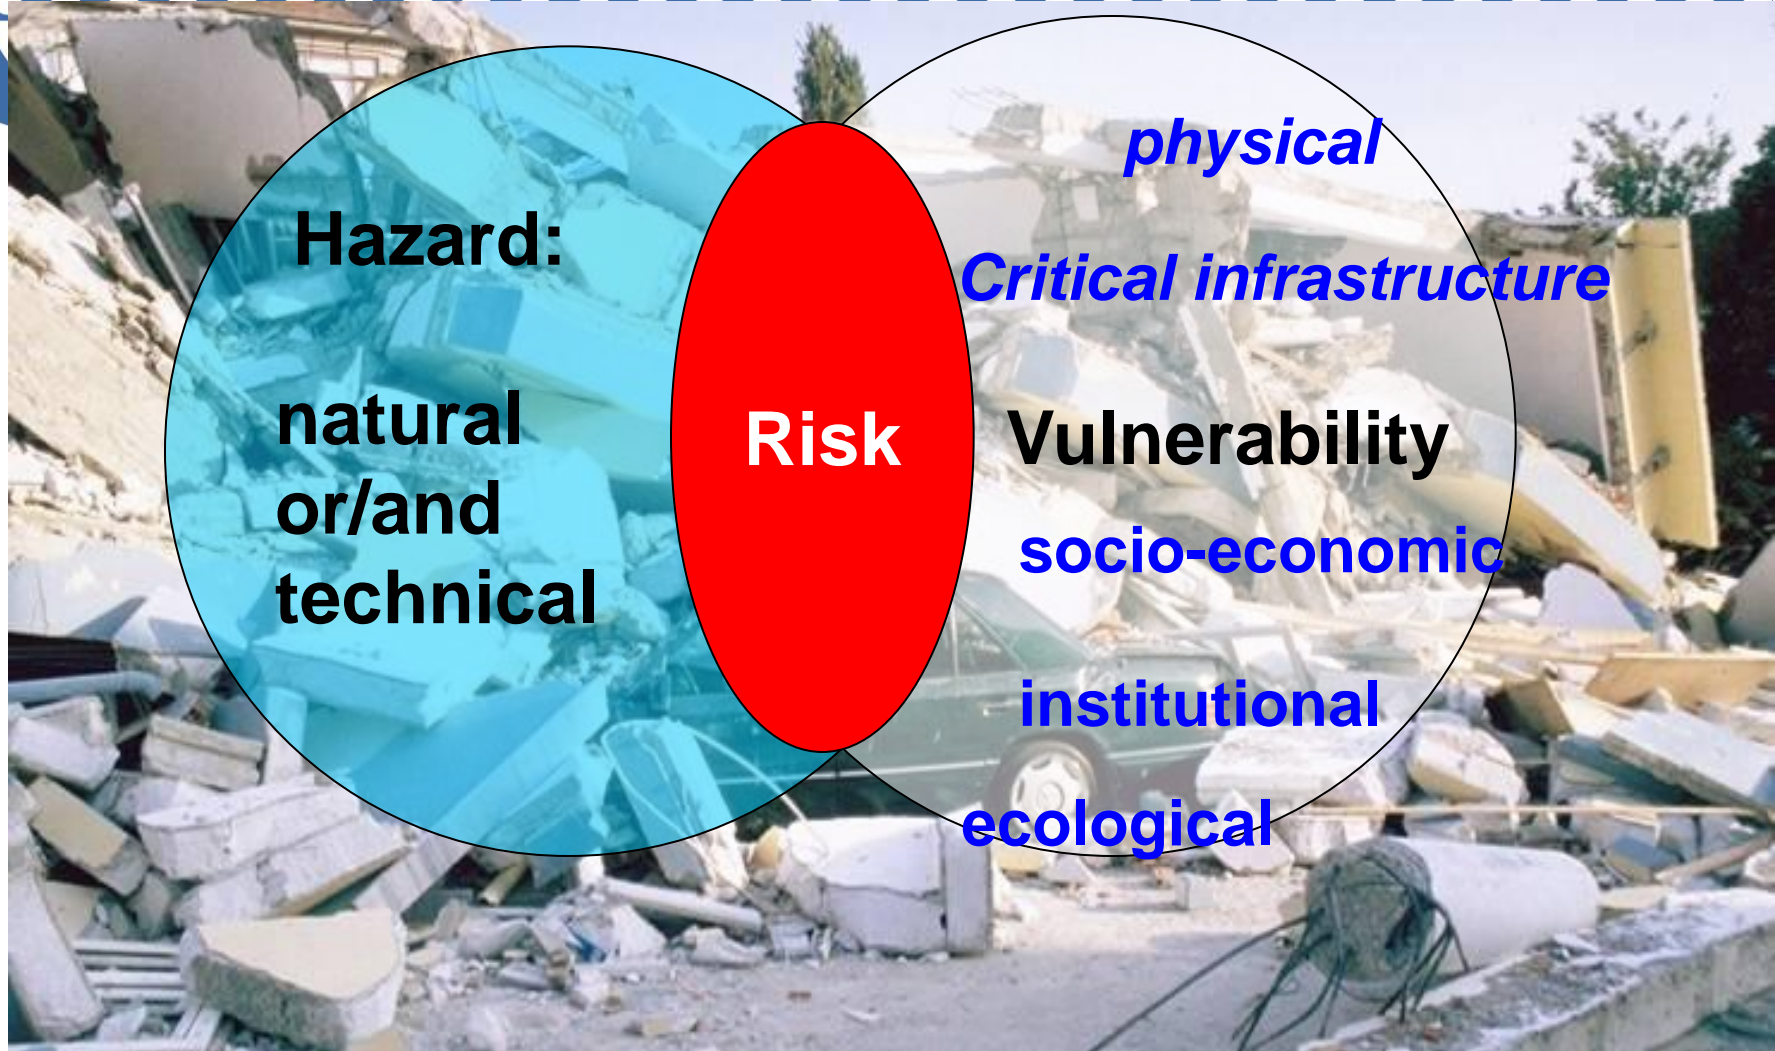 Hazard:
natural
or/and
technical
Risk
physical
Critical infrastructure
Vulnerability
socio-economic
institutional
ecological